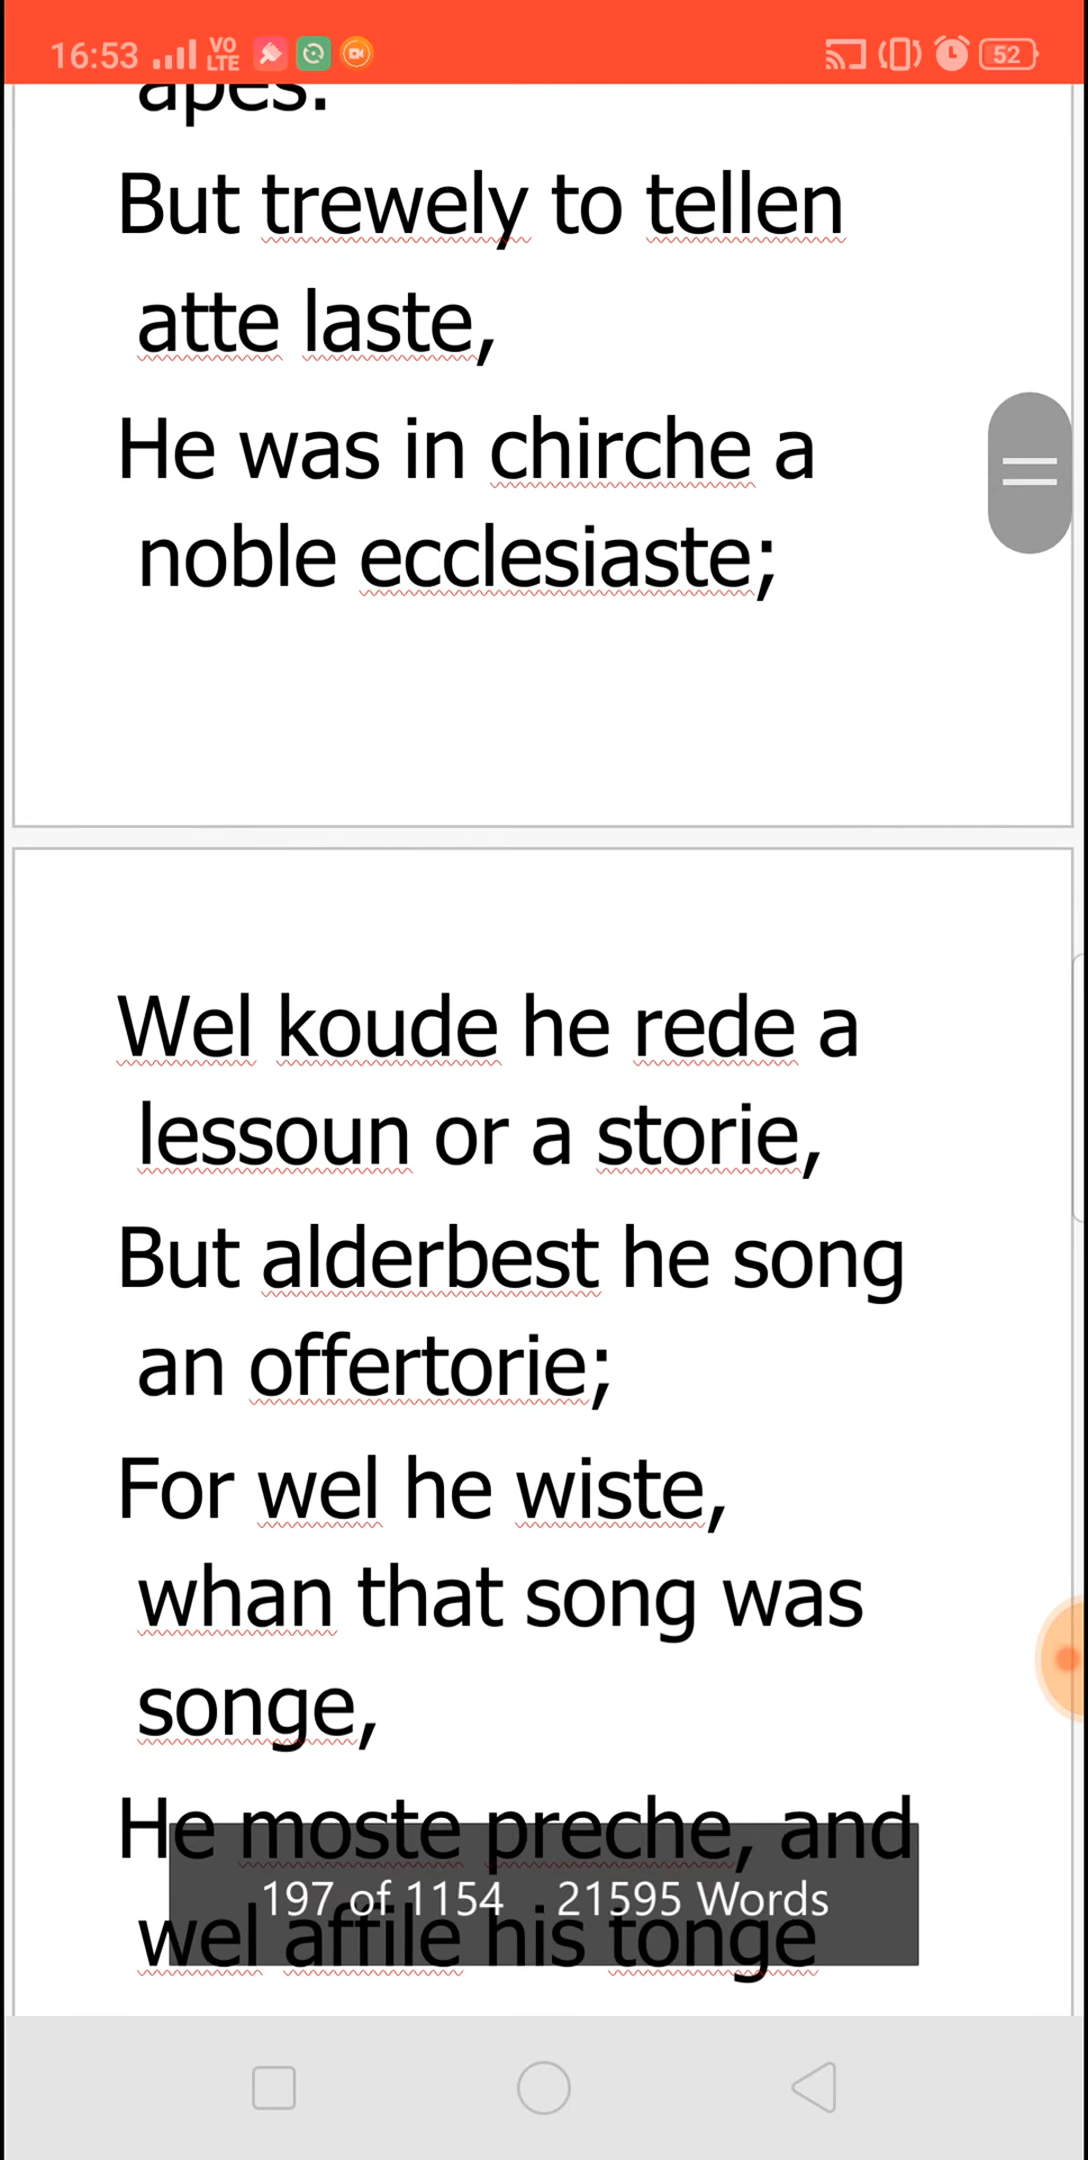 16:53 VO LTE 52
apes.
But trewely to tellen
atte laste,
He was in chirche a
noble ecclesiaste;
Wel koude he rede a
lessoun or a storie,
But alderbest he song
an offertorie;
For wel he wiste,
whan that song was
songe,
He moste preche, and
wel affile his tonge
197 of 1154 21595 Words